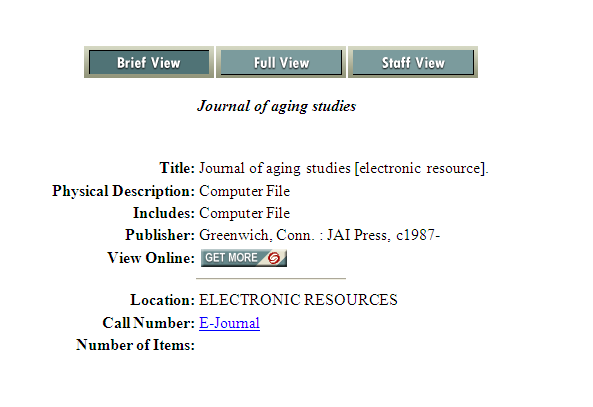 Brief View Full View Staff View
Journal of aging studies
Title: Journal of aging studies [electronic resource].
Physical Description: Computer File
Includes: Computer File
Publisher: Greenwich, Conn. : JAI Press, c1987-
View Online: GET MORE
Location: ELECTRONIC RESOURCES
Call Number: E-Journal
Number of Items: